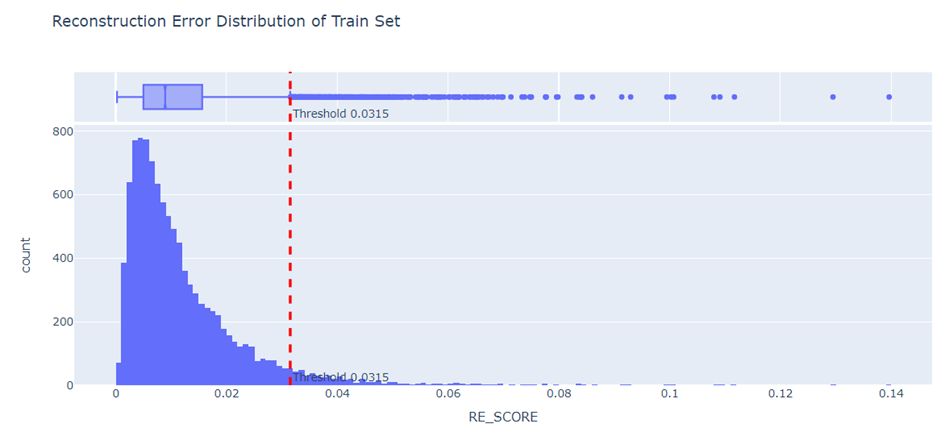 Reconstruction Error Distribution of Train Set
Threshold 0.0315
800
600
400
200
0
count
Threshold 0.0315
0 0.02 0.04 0.06 0.08 0.1 0.12 0.14
RE_SCORE